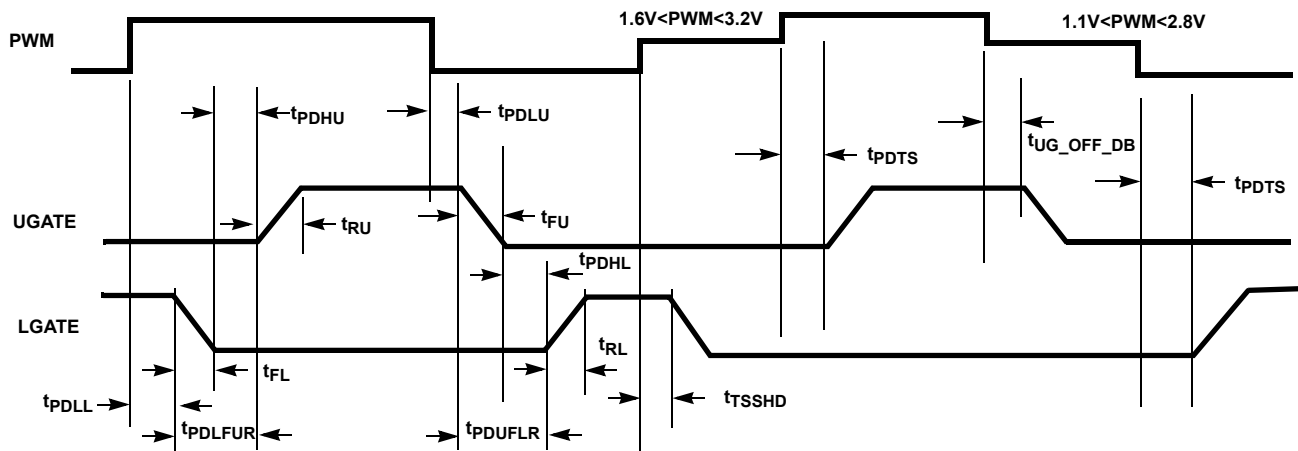 1.6V<PWM<3.2V
1.1V<PWM<2.8V
PWM
tPDHU
tPDLU
tPDTS
tUG_OFF_DB
tPDTS
UGATE
tRU
tFU
tPDHL
LGATE
tRL
tFL
tPDLL
tTSSHD
tPDLFUR
tPDUFLR